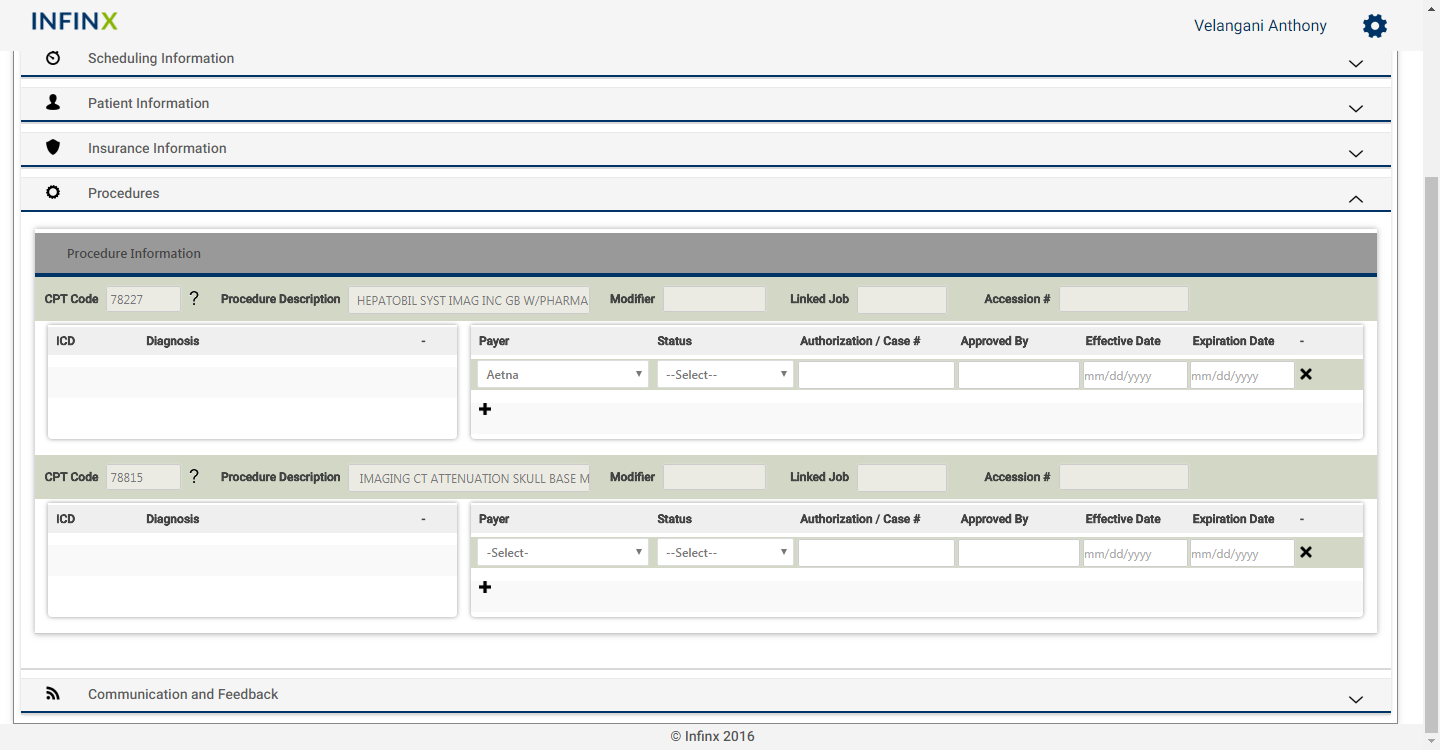 INFINX
Velangani Anthony
Scheduling Information
Patient Information
Insurance Information
Procedures
Procedure Information
CPT Code 78227 ? Procedure Description HEPATOBIL SYST IMAG INC GB W/PHARMA Modifier Linked Job Accession #
ICD Diagnosis - Payer Status Authorization / Case # Approved By Effective Date Expiration Date -
Aetna --Select-- mm/dd/yyyy mm/dd/yyyy
CPT Code 78815 ? Procedure Description IMAGING CT ATTENUATION SKULL BASE M Modifier Linked Job Accession #
ICD Diagnosis - Payer Status Authorization / Case # Approved By Effective Date Expiration Date -
-Select- --Select-- mm/dd/yyyy mm/dd/yyyy
Communication and Feedback
© Infinx 2016